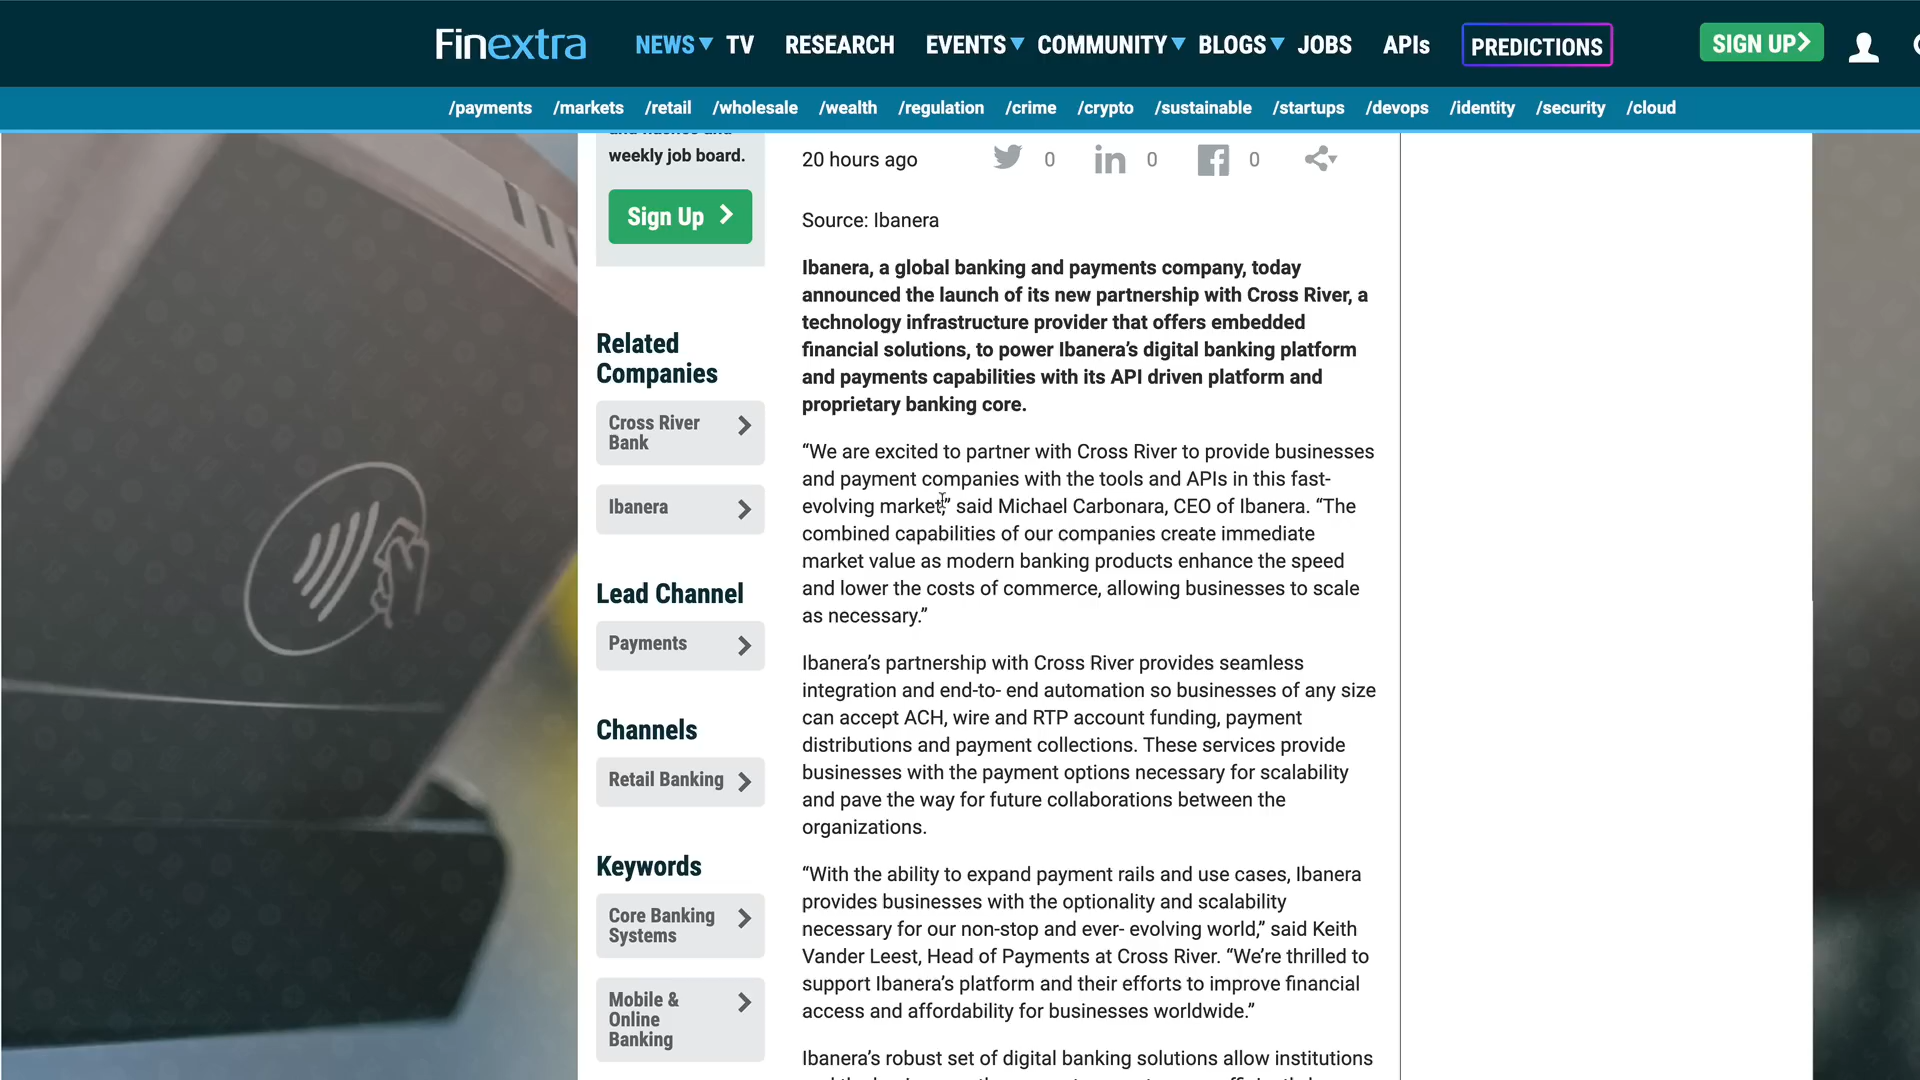 Finextra
NEWS TV RESEARCH EVENTS COMMUNITY BLOGS JOBS APIs PREDICTIONS SIGN UP
/payments /markets /retail /wholesale /wealth /regulation /crime /crypto /sustainable /startups /devops /identity /security /cloud
weekly job board.
Sign Up
Related
Companies
Cross River
Bank
Ibanera
Lead Channel
Payments
Channels
Retail Banking
Keywords
Core Banking
Systems
Mobile &
Online
Banking
20 hours ago 0 0 0
Source: Ibanera
Ibanera, a global banking and payments company, today
announced the launch of its new partnership with Cross River, a
technology infrastructure provider that offers embedded
financial solutions, to power Ibanera’s digital banking platform
and payments capabilities with its API driven platform and
proprietary banking core.
“We are excited to partner with Cross River to provide businesses
and payment companies with the tools and APIs in this fast-
evolving market,” said Michael Carbonara, CEO of Ibanera. “The
combined capabilities of our companies create immediate
market value as modern banking products enhance the speed
and lower the costs of commerce, allowing businesses to scale
as necessary.”
Ibanera’s partnership with Cross River provides seamless
integration and end-to- end automation so businesses of any size
can accept ACH, wire and RTP account funding, payment
distributions and payment collections. These services provide
businesses with the payment options necessary for scalability
and pave the way for future collaborations between the
organizations.
“With the ability to expand payment rails and use cases, Ibanera
provides businesses with the optionality and scalability
necessary for our non-stop and ever- evolving world,” said Keith
Vander Leest, Head of Payments at Cross River. “We’re thrilled to
support Ibanera’s platform and their efforts to improve financial
access and affordability for businesses worldwide.”
Ibanera’s robust set of digital banking solutions allow institutions